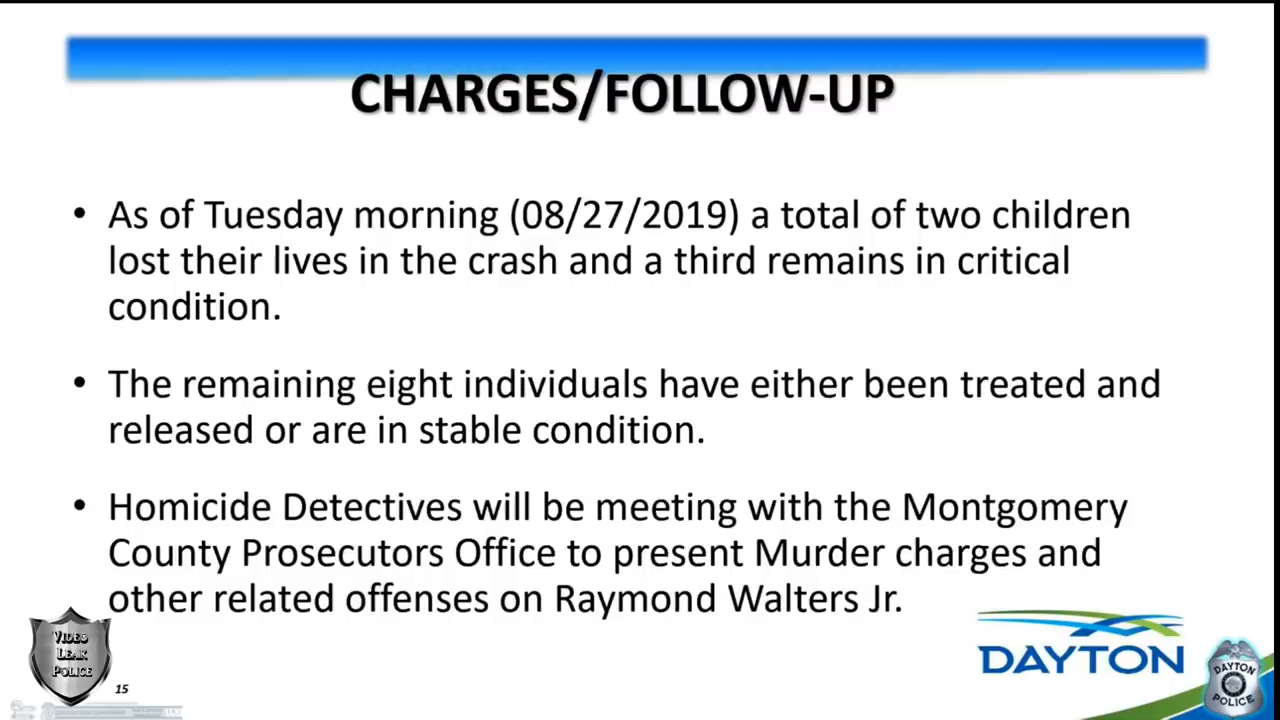 CHARGES/FOLLOW-UP
• As of Tuesday morning (08/27/2019) a total of two children
lost their lives in the crash and a third remains in critical
condition.
• The remaining eight individuals have either been treated and
released or are in stable condition.
• Homicide Detectives will be meeting with the Montgomery
County Prosecutors Office to present Murder charges and
other related offenses on Raymond Walters Jr.
VIDEO
LEAK
POLICE
15
DAYTON
DAYTON
POLICE